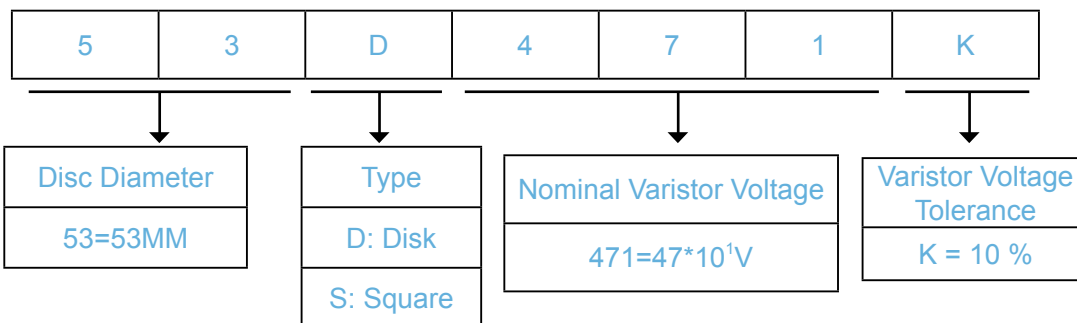 5 3 D 4 7 1 K
Disc Diameter
53=53MM
Type
D: Disk
S: Square
Nominal Varistor Voltage
471=47*10¹V
Varistor Voltage
Tolerance
K = 10 %